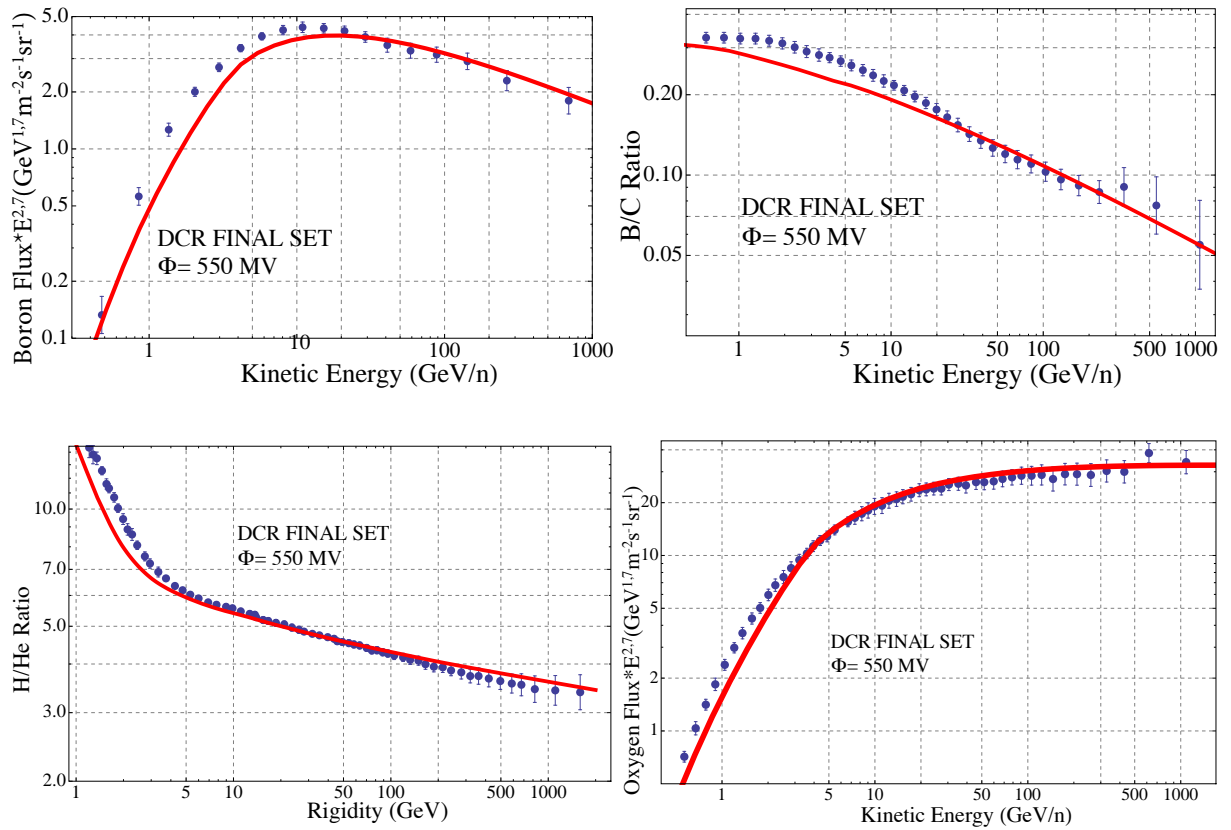 Boron Flux*E^2.7(GeV^1,7m^-2s^-1sr^1)
5.0
2.0
1.0
0.5
0.2
0.1
DCR FINAL SET
Φ= 550 MV
1 10 100 1000
Kinetic Energy (GeV/n)
B/C Ratio
0.20
0.10
0.05
DCR FINAL SET
Φ= 550 MV
1 5 10 50 100 500 1000
Kinetic Energy (GeV/n)
H/He Ratio
10.0
7.0
5.0
3.0
2.0
DCR FINAL SET
Φ= 550 MV
1 5 10 50 100 500 1000
Rigidity (GeV)
Oxygen Flux*E^2.7(GeV^1,7m^-2s^-1sr^1)
20
10
5
2
1
DCR FINAL SET
Φ= 550 MV
1 5 10 50 100 500 1000
Kinetic Energy (GeV/n)